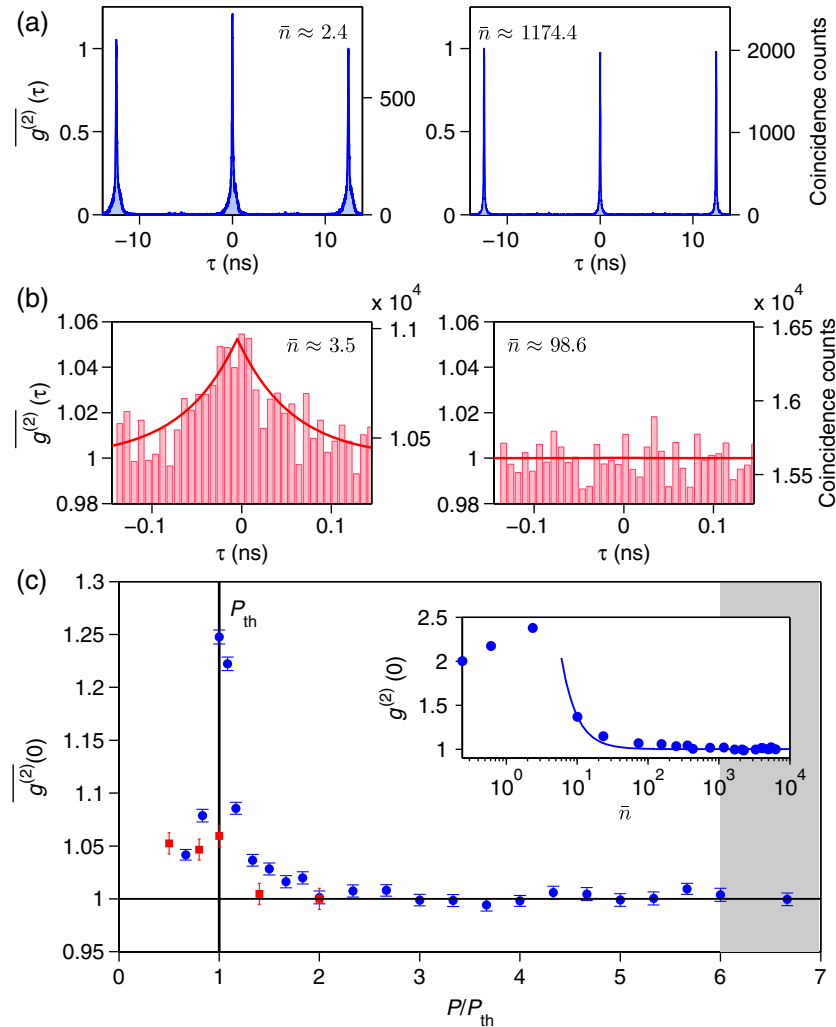 (a)
n̄ ≈ 2.4
n̄ ≈ 1174.4
g⁽²⁾(τ)
1
0.5
0
500
0
1
0.5
0
2000
1000
0
Coincidence counts
−10 0 10
−10 0 10
τ (ns)
τ (ns)
(b)
x 10⁴
x 10⁴
n̄ ≈ 3.5
n̄ ≈ 98.6
g⁽²⁾(τ)
1.06
1.04
1.02
1
0.98
1.1
1.05
1.06
1.04
1.02
1
0.98
1.65
1.6
1.55
Coincidence counts
−0.1 0 0.1
−0.1 0 0.1
τ (ns)
τ (ns)
(c)
1.3
1.25
1.2
1.15
1.1
1.05
1
0.95
g⁽²⁾(0)
Pth
2.5
2
1.5
1
g⁽²⁾(0)
10⁰ 10¹ 10² 10³ 10⁴
n̄
0 1 2 3 4 5 6 7
P/Pth